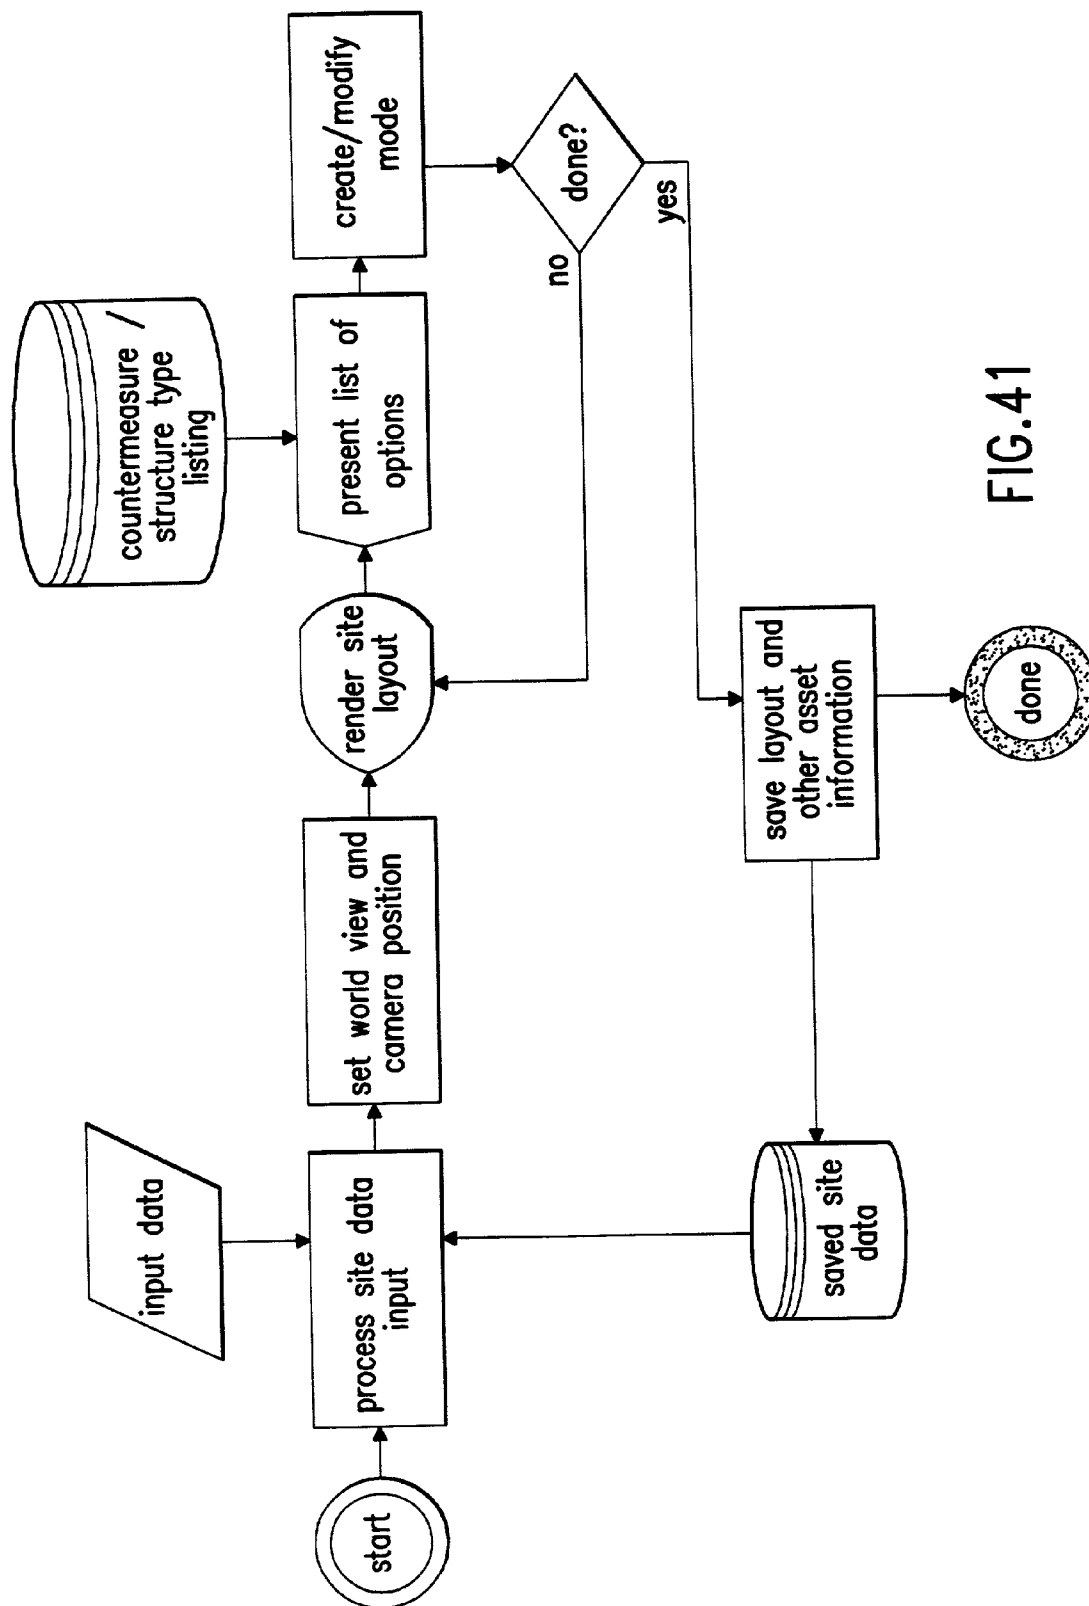 input data
countermeasure /
structure type
listing
start
process site data
input
set world view and
camera position
render site
layout
present list of
options
create/modify
mode
done?
no
yes
saved site
data
save layout and
other asset
information
done
FIG.41